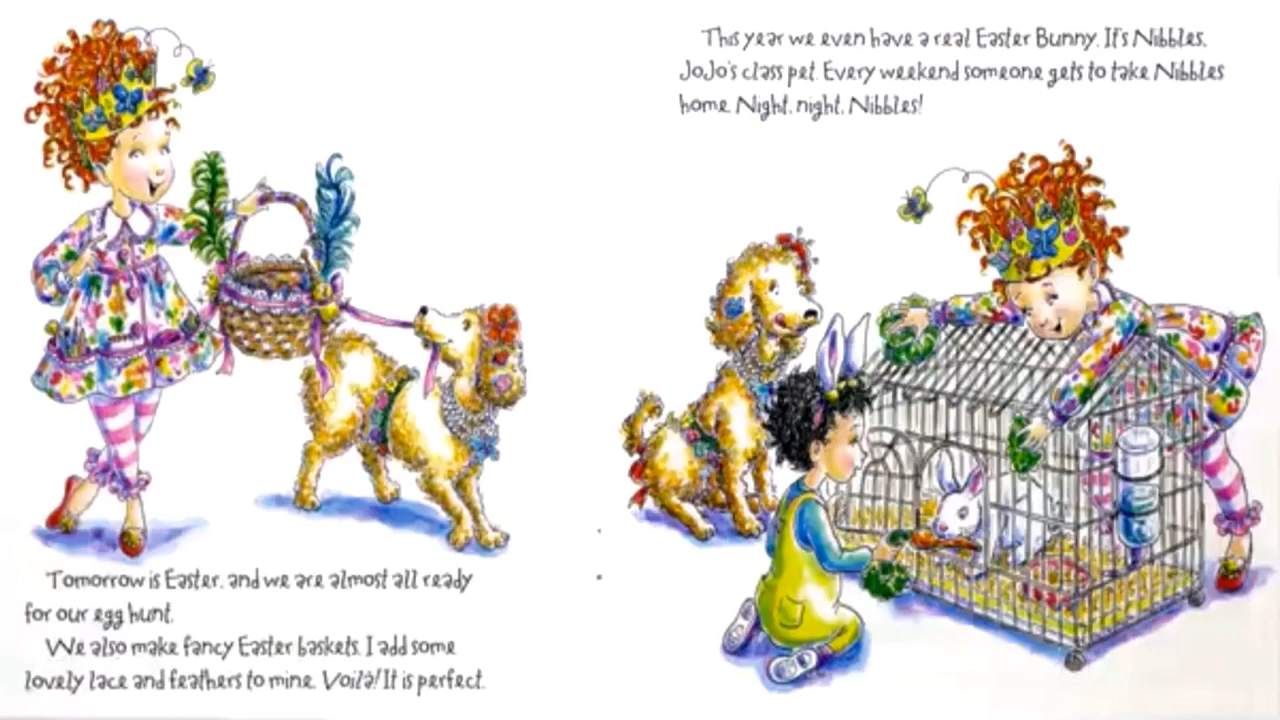 Tomorrow is Easter, and we are almost all ready
for our egg hunt.
We also make fancy Easter baskets. I add some
lovely lace and feathers to mine. Voilà! It is perfect.
This year we even have a real Easter Bunny. It's Nibbles,
JoJo's class pet. Every weekend someone gets to take Nibbles
home. Night, night, Nibbles!